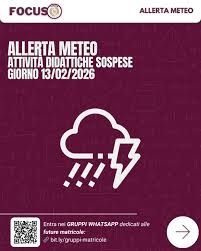 FOCUS
ALLERTA METEO
ALLERTA METEO
ATTIVITÀ DIDATTICHE SOSPESE
GIORNO 13/02/2026
Entra nei GRUPPI WHATSAPP dedicati alle
future matricole:
bit.ly/gruppi-matricole